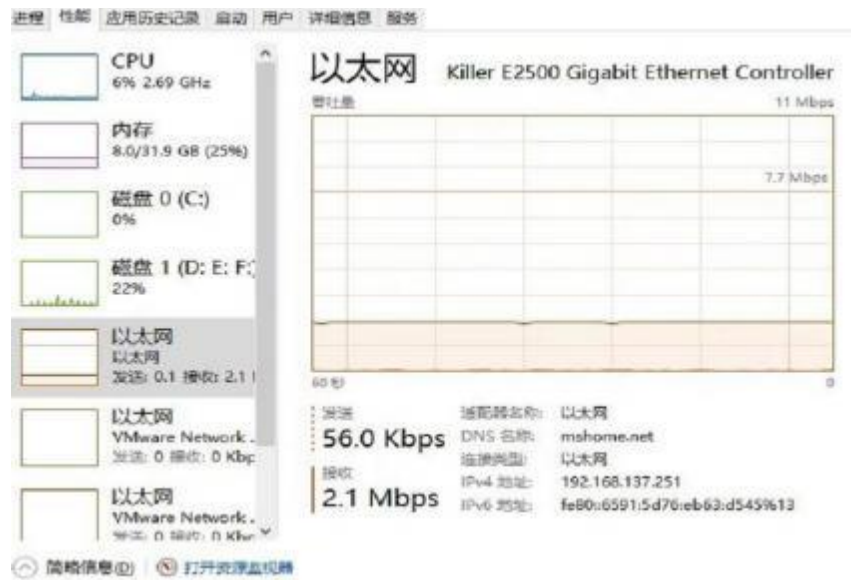 进程 性能 应用历史记录 启动 用户 详细信息 服务
CPU
6% 2.69 GHz
内存
8.0/31.9 GB (25%)
磁盘 0 (C:)
0%
磁盘 1 (D: E: F:
22%
以太网
以太网
发送: 0.1 接收: 2.1
以太网
VMware Network .
发送: 0 接收: 0 Kbp
以太网
VMware Network .
发送: 0 接收: 0 Kbp
以太网 Killer E2500 Gigabit Ethernet Controller
吞吐量 11 Mbps
7.7 Mbps
60 秒 0
发送
56.0 Kbps
接收
2.1 Mbps
适配器名称: 以太网
DNS 名称: mshome.net
连接类型: 以太网
IPv4 地址: 192.168.137.251
IPv6 地址: fe80::6591:5d76:eb63:d545%13
简略信息(D) 打开资源监视器